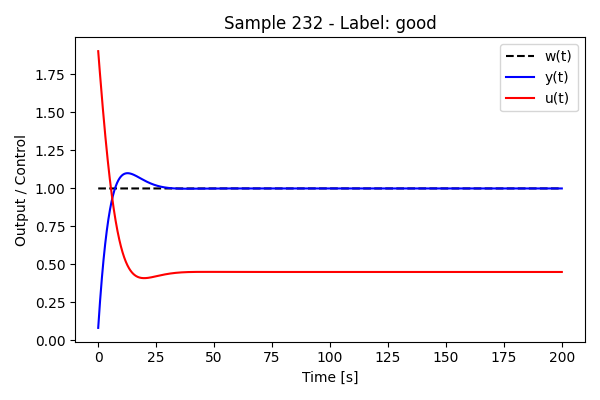 Sample 232 - Label: good
w(t)
y(t)
u(t)
Output / Control
1.75
1.50
1.25
1.00
0.75
0.50
0.25
0.00
0 25 50 75 100 125 150 175 200
Time [s]